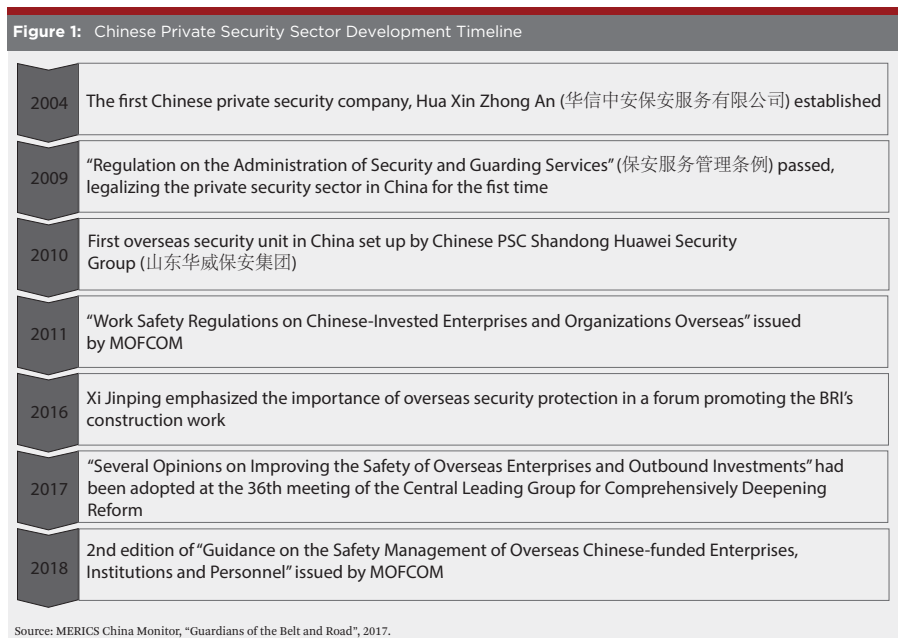 Figure 1: Chinese Private Security Sector Development Timeline
2004
The first Chinese private security company, Hua Xin Zhong An (华信中安保安服务有限公司) established
2009
“Regulation on the Administration of Security and Guarding Services” (保安服务管理条例) passed,
legalizing the private security sector in China for the fist time
2010
First overseas security unit in China set up by Chinese PSC Shandong Huawei Security
Group (山东华威保安集团)
2011
“Work Safety Regulations on Chinese-Invested Enterprises and Organizations Overseas” issued
by MOFCOM
2016
Xi Jinping emphasized the importance of overseas security protection in a forum promoting the BRI’s
construction work
2017
“Several Opinions on Improving the Safety of Overseas Enterprises and Outbound Investments” had
been adopted at the 36th meeting of the Central Leading Group for Comprehensively Deepening
Reform
2018
2nd edition of “Guidance on the Safety Management of Overseas Chinese-funded Enterprises,
Institutions and Personnel” issued by MOFCOM
Source: MERICS China Monitor, “Guardians of the Belt and Road”, 2017.